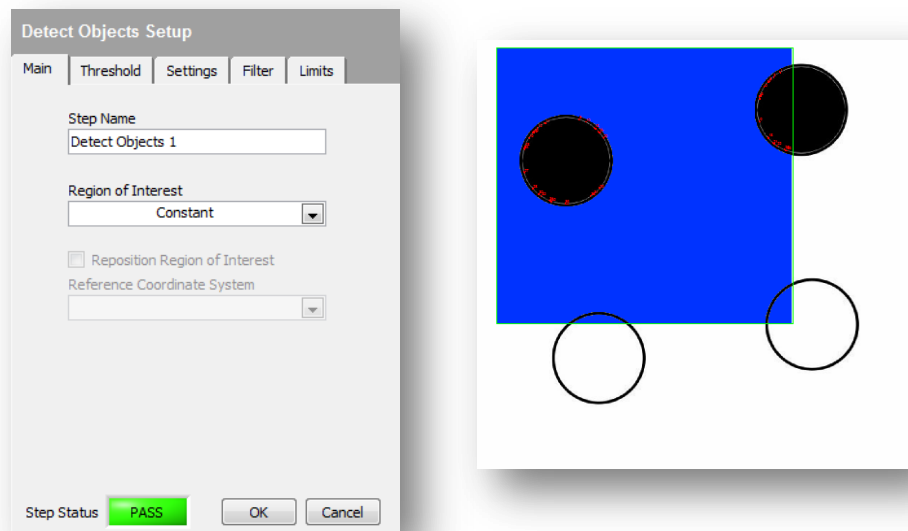 Detect Objects Setup
Main Threshold Settings Filter Limits
Step Name
Detect Objects 1
Region of Interest
Constant
Reposition Region of Interest
Reference Coordinate System
Step Status PASS OK Cancel